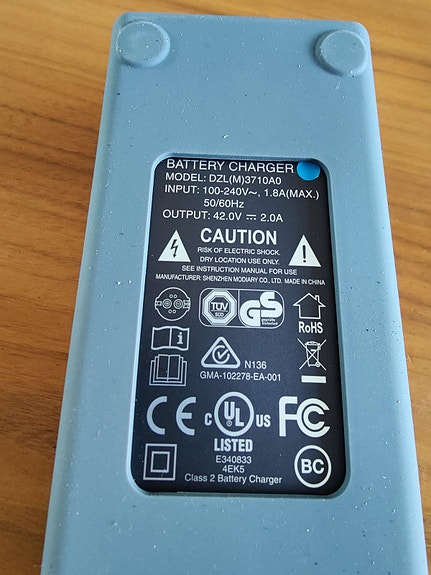 BATTERY CHARGER
MODEL: DZL(M)3710A0
INPUT: 100-240V~, 1.8A(MAX.)
50/60Hz
OUTPUT: 42.0V ⎓ 2.0A
CAUTION
RISK OF ELECTRIC SHOCK.
DRY LOCATION USE ONLY.
SEE INSTRUCTION MANUAL FOR USE
MANUFACTURER: SHENZHEN MODIARY CO., LTD. MADE IN CHINA
TÜV
SÜD
GS
geprüfte
Sicherheit
RoHS
N136
GMA-102278-EA-001
CE
c UL US
FC
LISTED
E340833
4EK5
Class 2 Battery Charger
BC